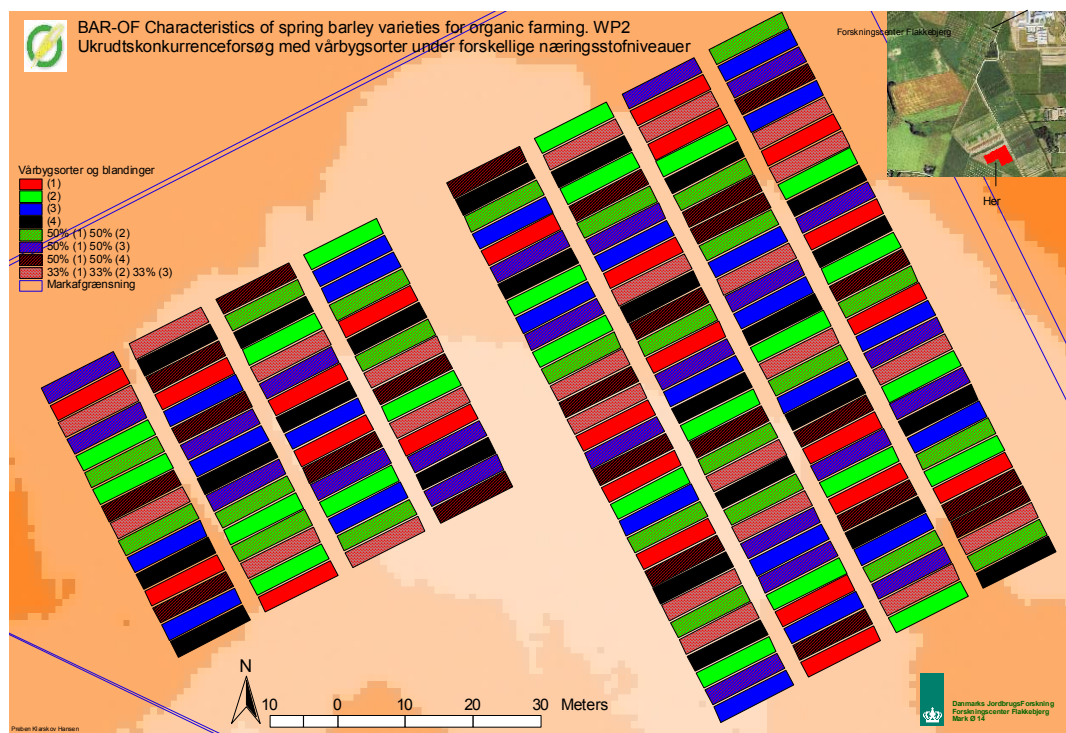 BAR-OF Characteristics of spring barley varieties for organic farming. WP2
Ukrudtskonkurrenceforsøg med vårbygsorter under forskellige næringsstofniveauer
Forskningscenter Flakkebjerg
Her
Vårbygsorter og blandinger
(1)
(2)
(3)
(4)
50% (1) 50% (2)
50% (1) 50% (3)
50% (1) 50% (4)
33% (1) 33% (2) 33% (3)
Markafgrænsning
N
10 0 10 20 30 Meters
Danmarks JordbrugsForskning
Forskningscenter Flakkebjerg
Mark Ø 14
Preben Klarskov Hansen